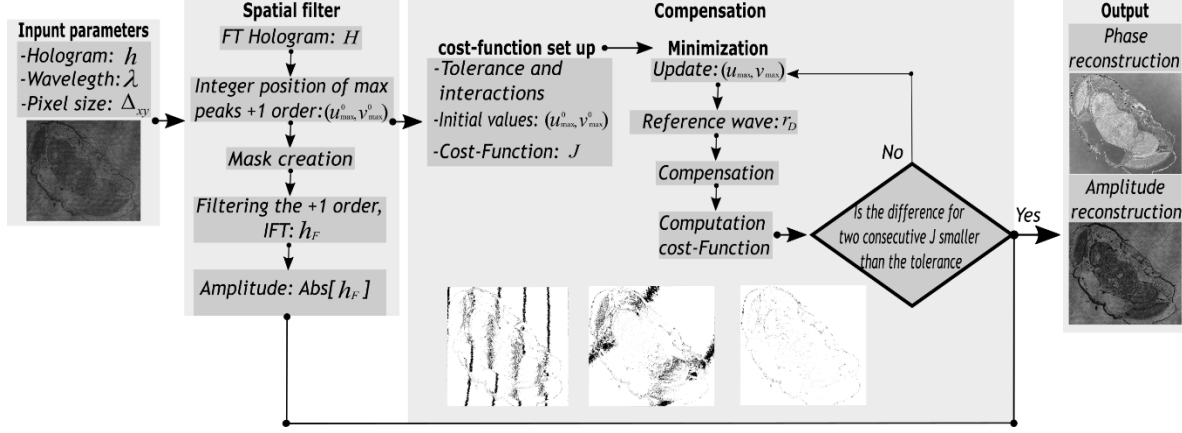 Inpunt parameters
-Hologram: h
-Wavelegth: λ
-Pixel size: Δxy
Spatial filter
FT Hologram: H
Integer position of max
peaks +1 order:(u⁰max,v⁰max)
Mask creation
Filtering the +1 order,
IFT: hF
Amplitude: Abs[hF]
Compensation
cost-function set up
-Tolerance and
interactions
-Initial values: (u⁰max,v⁰max)
-Cost-Function: J
Minimization
Update: (umax,vmax)
Reference wave: rD
Compensation
Computation
cost-Function
No
Is the difference for
two consecutive J smaller
than the tolerance
Yes
Output
Phase
reconstruction
Amplitude
reconstruction